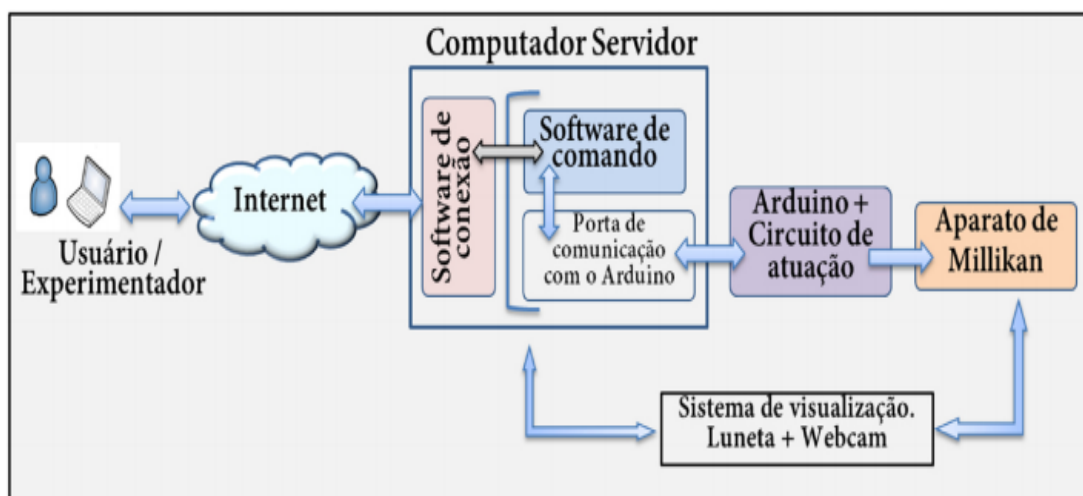 Computador Servidor
Usuário /
Experimentador
Internet
Software de
conexão
Software de
comando
Porta de
comunicação
com o Arduino
Arduino +
Circuito de
atuação
Aparato de
Millikan
Sistema de visualização.
Luneta + Webcam